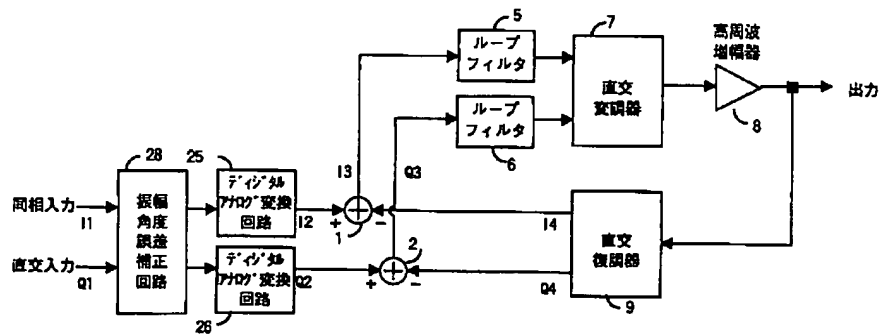 5
ループ
フィルタ
7
直交
変調器
高周波
増幅器
8
出力
ループ
フィルタ
6
28
25
I3
Q3
同相入力
I1
振幅
角度
誤差
補正
回路
ディジタル
アナログ変換
回路
I2
+
-
1
I4
直交
復調器
9
直交入力
Q1
ディジタル
アナログ変換
回路
Q2
26
2
+
-
Q4